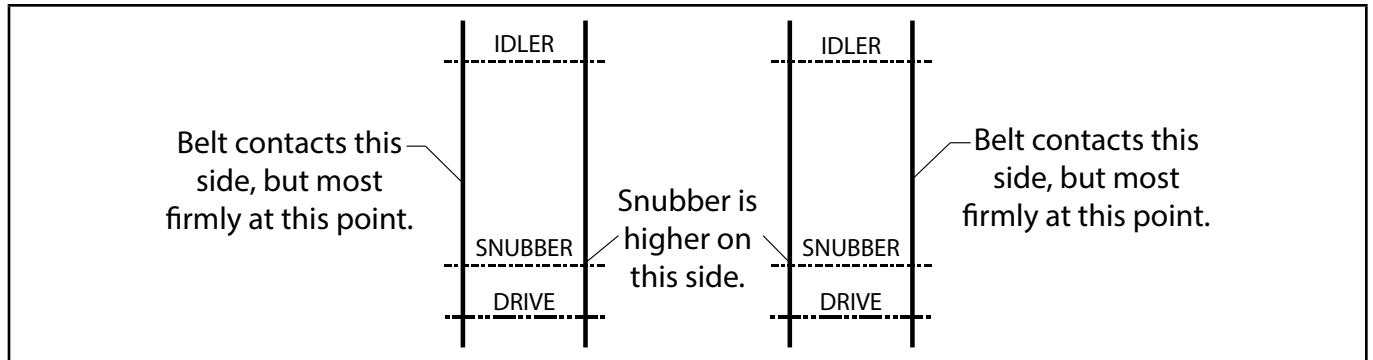 IDLER
IDLER
Belt contacts this
side, but most
firmly at this point.
Belt contacts this
side, but most
firmly at this point.
Snubber is
higher on
this side.
SNUBBER
SNUBBER
DRIVE
DRIVE